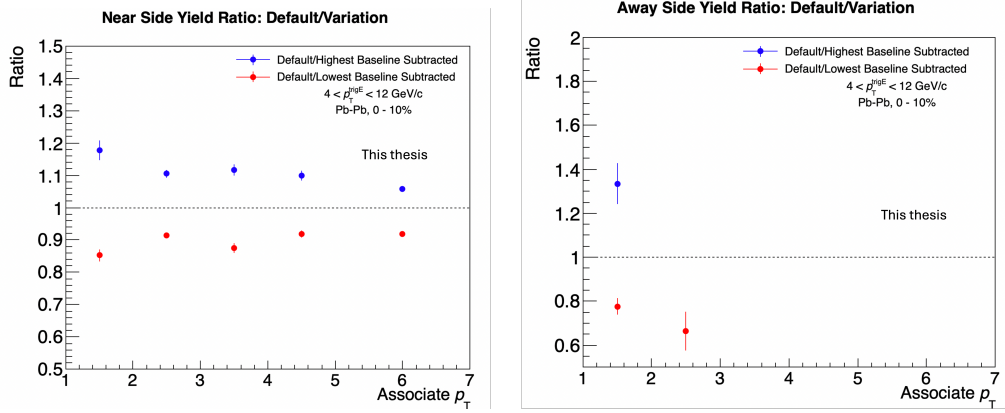 Near Side Yield Ratio: Default/Variation
Ratio
1.5
1.4
1.3
1.2
1.1
1
0.9
0.8
0.7
0.6
0.5
Default/Highest Baseline Subtracted
Default/Lowest Baseline Subtracted
4 < p_T^trigE < 12 GeV/c
Pb-Pb, 0 - 10%
This thesis
1 2 3 4 5 6 7
Associate p_T
Away Side Yield Ratio: Default/Variation
Ratio
2
1.8
1.6
1.4
1.2
1
0.8
0.6
Default/Highest Baseline Subtracted
Default/Lowest Baseline Subtracted
4 < p_T^trigE < 12 GeV/c
Pb-Pb, 0 - 10%
This thesis
1 2 3 4 5 6 7
Associate p_T